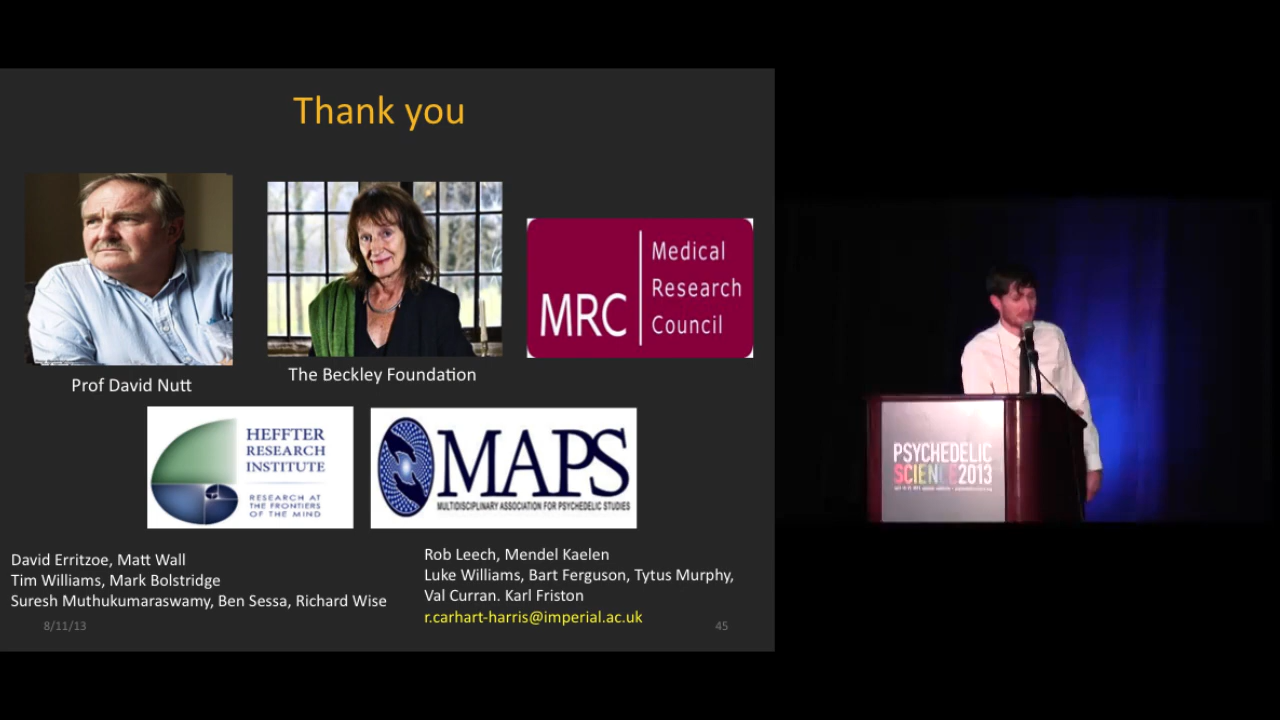 Thank you
Prof David Nutt
The Beckley Foundation
MRC
Medical
Research
Council
HEFFTER
RESEARCH
INSTITUTE
RESEARCH AT
THE FRONTIERS
OF THE MIND
MAPS
MULTIDISCIPLINARY ASSOCIATION FOR PSYCHEDELIC STUDIES
David Erritzoe, Matt Wall
Tim Williams, Mark Bolstridge
Suresh Muthukumaraswamy, Ben Sessa, Richard Wise
Rob Leech, Mendel Kaelen
Luke Williams, Bart Ferguson, Tytus Murphy,
Val Curran. Karl Friston
r.carhart-harris@imperial.ac.uk
8/11/13
45
PSYCHEDELIC
SCIENCE2013